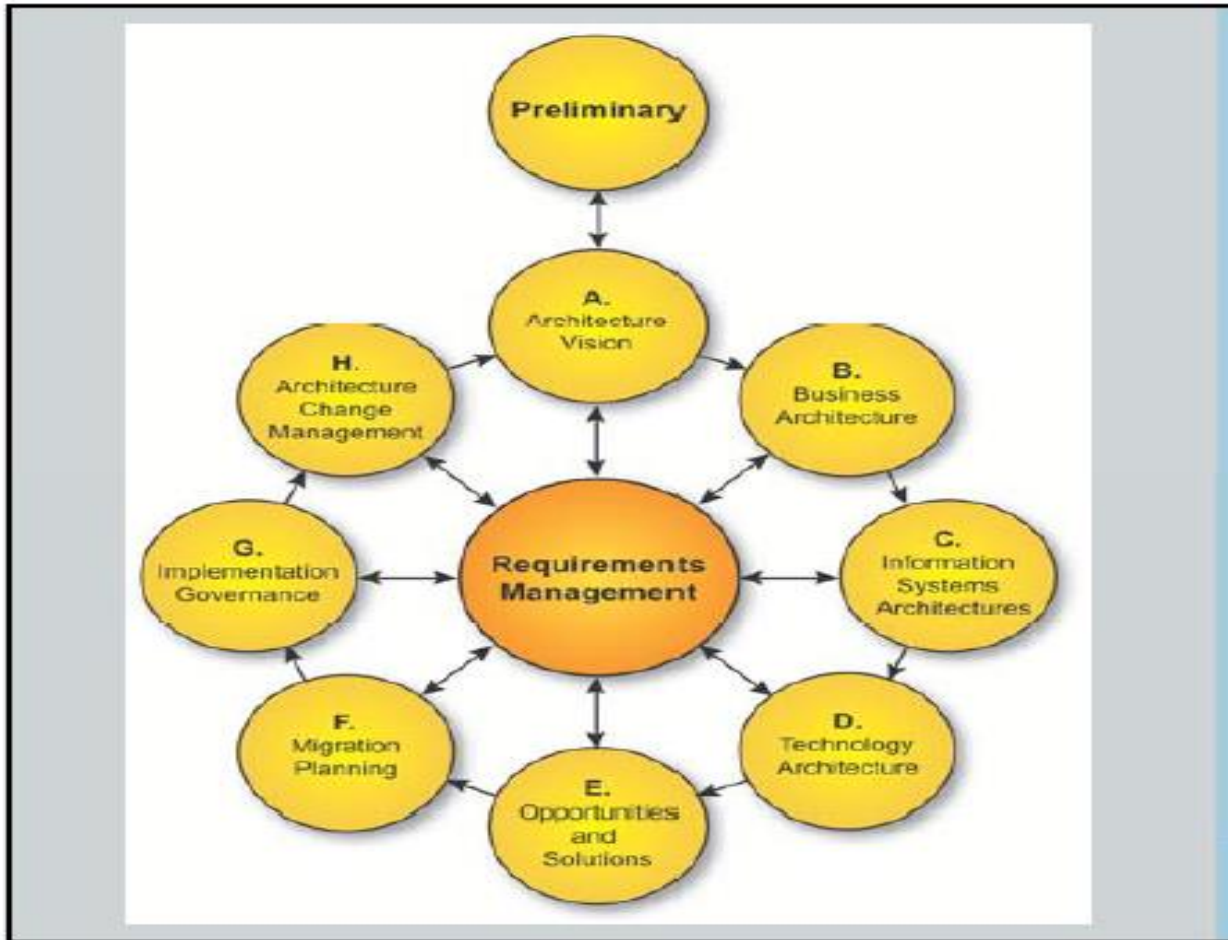 Preliminary
A.
Architecture
Vision
B.
Business
Architecture
C.
Information
Systems
Architectures
D.
Technology
Architecture
E.
Opportunities
and
Solutions
F.
Migration
Planning
G.
Implementation
Governance
H.
Architecture
Change
Management
Requirements
Management